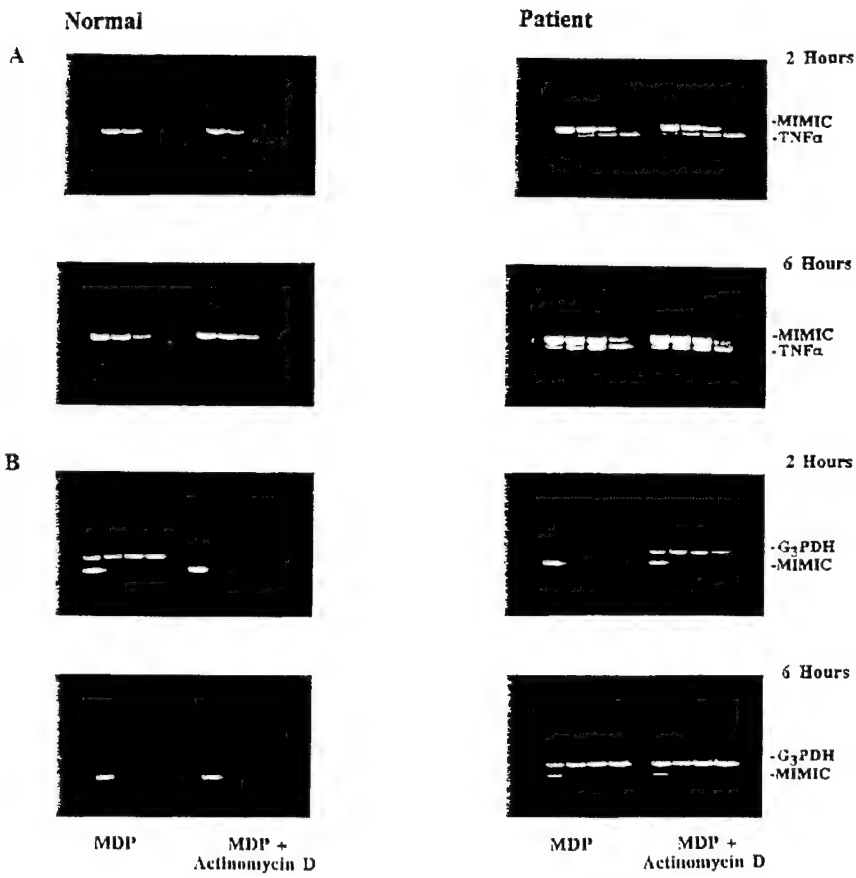 Normal
Patient
A
2 Hours
-MIMIC
-TNFα
6 Hours
-MIMIC
-TNFα
B
2 Hours
-G3PDH
-MIMIC
6 Hours
-G3PDH
-MIMIC
MDP
MDP +
Actinomycin D
MDP
MDP +
Actinomycin D